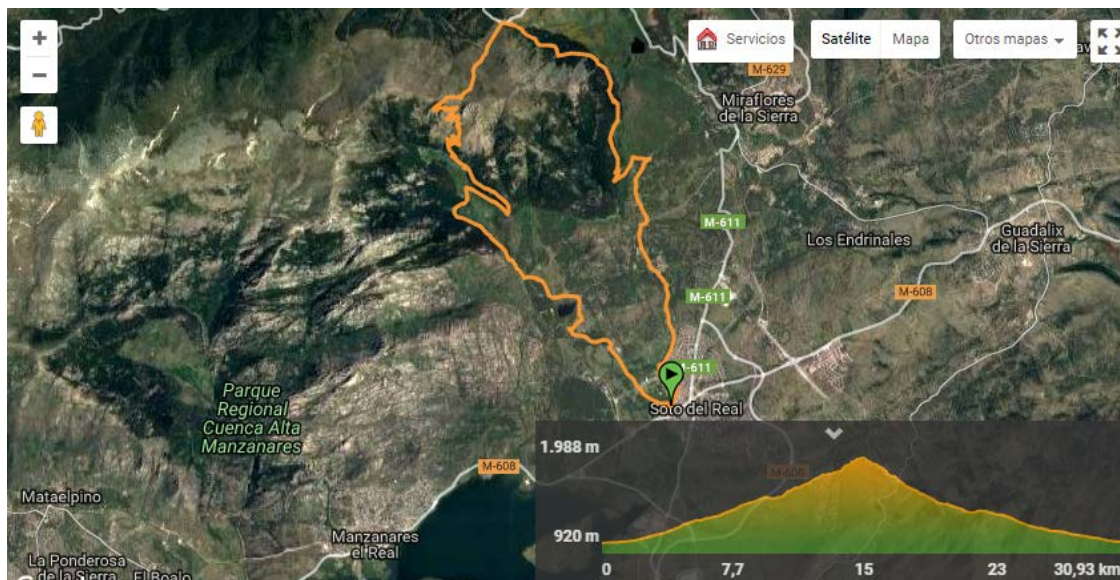 +
−
Servicios
Satélite
Mapa
Otros mapas
M-629
Miraflores
de la Sierra
M-611
Los Endrinales
Guadalix
de la Sierra
M-611
M-608
M-611
Soto del Real
Parque
Regional
Cuenca Alta
Manzanares
M-608
Mataelpino
Manzanares
el Real
La Ponderosa
de la Sierra
El Boalo
1.988 m
M-608
920 m
0
7,7
15
23
30,93 km